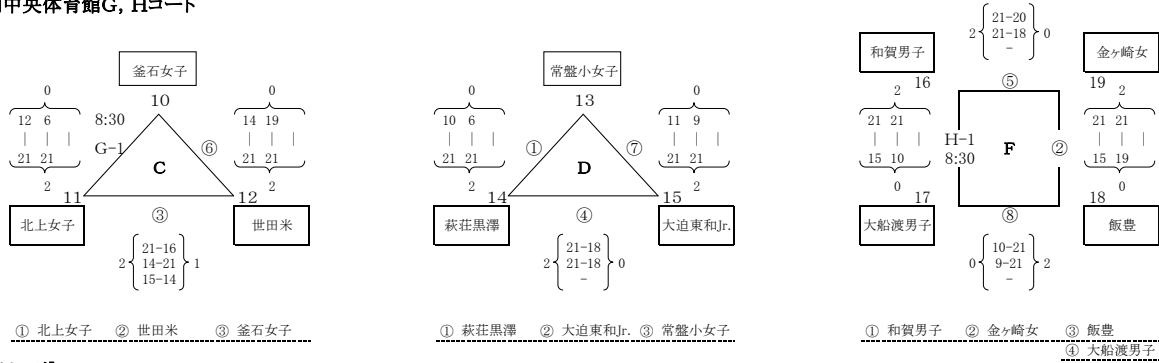 中央体育館G, Hコート
釜石女子
10
0
12 6
| | |
21 21
2
8:30
G-1
⑥
0
14 19
| | |
21 21
2
C
11
12
北上女子
③
世田米
2 21-16 1
14-21
15-14
① 北上女子 ② 世田米 ③ 釜石女子
常盤小女子
13
0
10 6
| | |
21 21
2
①
⑦
0
11 9
| | |
21 21
2
D
14
15
萩荘黒澤
④
大迫東和Jr.
2 21-18 0
21-18
-
① 萩荘黒澤 ② 大迫東和Jr. ③ 常盤小女子
21-20
2 21-18 0
-
和賀男子
金ヶ崎女
16
⑤
19
2
21 21
| | |
15 10
0
H-1
8:30
F
②
2
21 21
| | |
15 19
0
17
18
大船渡男子
⑧
飯豊
10-21
0 9-21 2
-
① 和賀男子 ② 金ヶ崎女 ③ 飯豊
④ 大船渡男子